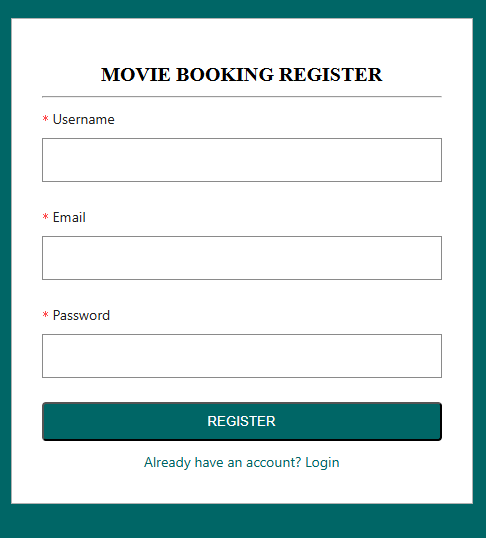 MOVIE BOOKING REGISTER
* Username
* Email
* Password
REGISTER
Already have an account? Login